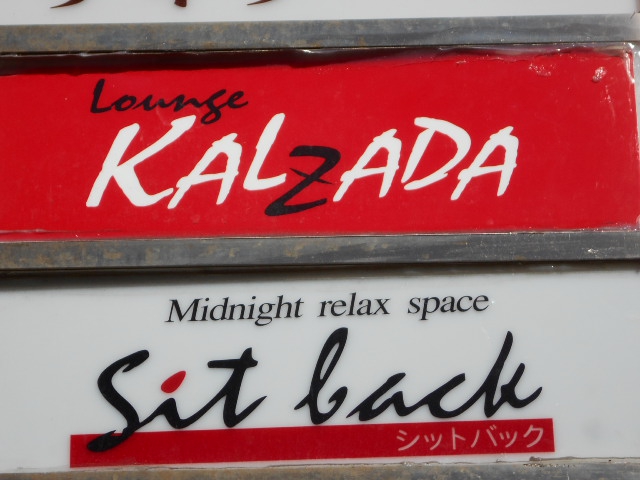 Lounge
KALZADA
Midnight relax space
Sit back
シットバック